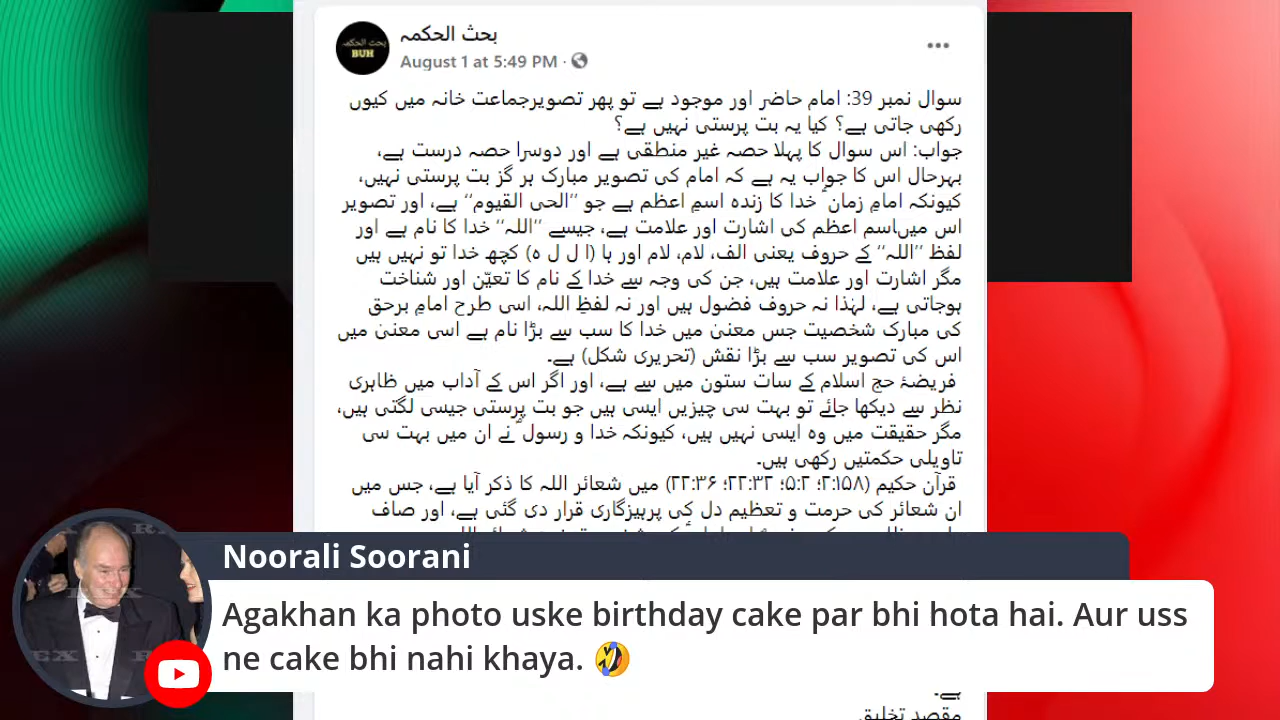 بحث الحکمہ
August 1 at 5:49 PM ·
بحث الحکمہ
BUH
سوال نمبر 39: امام حاضر اور موجود ہے تو پھر تصویرجماعت خانہ میں کیوں
رکھی جاتی ہے؟ کیا یہ بت پرستی نہیں ہے؟
جواب: اس سوال کا پہلا حصہ غیر منطقی ہے اور دوسرا حصہ درست ہے،
بہرحال اس کا جواب یہ ہے کہ امام کی تصویر مبارک ہر گز بت پرستی نہیں،
کیونکہ امامِ زمانؑ خدا کا زندہ اسمِ اعظم ہے جو ’’الحی القیوم‘‘ ہے، اور تصویر
اس میںاسم اعظم کی اشارت اور علامت ہے، جیسے ’’اللہ‘‘ خدا کا نام ہے اور
لفظ ’’اللہ‘‘ کے حروف یعنی الف، لام، لام اور ہا (ا ل ل ہ) کچھ خدا تو نہیں ہیں
مگر اشارت اور علامت ہیں، جن کی وجہ سے خدا کے نام کا تعیّن اور شناخت
ہوجاتی ہے، لہٰذا نہ حروف فضول ہیں اور نہ لفظِ اللہ، اسی طرح امامِ برحق
کی مبارک شخصیت جس معنیٰ میں خدا کا سب سے بڑا نام ہے اسی معنیٰ میں
اس کی تصویر سب سے بڑا نقش (تحریری شکل) ہے۔
فریضۂ حج اسلام کے سات ستون میں سے ہے، اور اگر اس کے آداب میں ظاہری
نظر سے دیکھا جائے تو بہت سی چیزیں ایسی ہیں جو بت پرستی جیسی لگتی ہیں،
مگر حقیقت میں وہ ایسی نہیں ہیں، کیونکہ خدا و رسولؐ نے ان میں بہت سی
تاویلی حکمتیں رکھی ہیں۔
قرآن حکیم (۲:۱۵۸؛ ۵:۲؛ ۲۲:۳۲؛ ۲۲:۳۶) میں شعائر اللہ کا ذکر آیا ہے، جس میں
ان شعائر کی حرمت و تعظیم دل کی پرہیزگاری قرار دی گئی ہے، اور صاف
Noorali Soorani
Agakhan ka photo uske birthday cake par bhi hota hai. Aur uss
ne cake bhi nahi khaya. 🤣
ہے۔
مقصدِ تخلیق